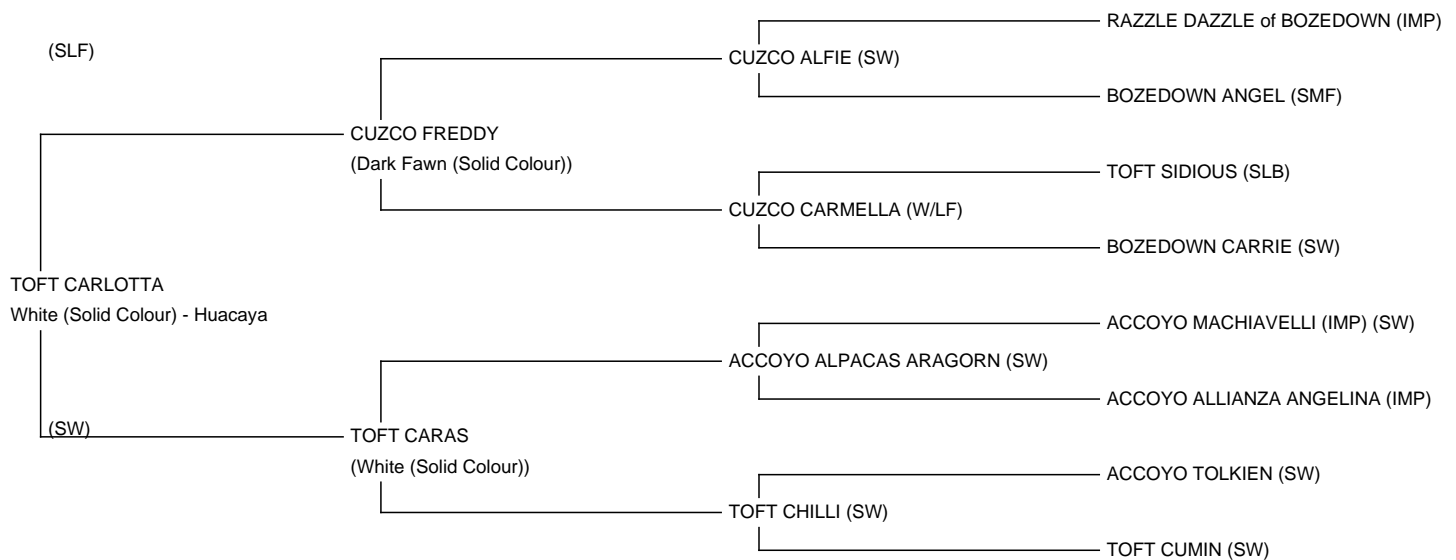 RAZZLE DAZZLE of BOZEDOWN (IMP)
(SLF)
CUZCO ALFIE (SW)
BOZEDOWN ANGEL (SMF)
CUZCO FREDDY
(Dark Fawn (Solid Colour))
TOFT SIDIOUS (SLB)
CUZCO CARMELLA (W/LF)
BOZEDOWN CARRIE (SW)
TOFT CARLOTTA
White (Solid Colour) - Huacaya
ACCOYO MACHIAVELLI (IMP) (SW)
ACCOYO ALPACAS ARAGORN (SW)
ACCOYO ALLIANZA ANGELINA (IMP)
(SW)
TOFT CARAS
(White (Solid Colour))
ACCOYO TOLKIEN (SW)
TOFT CHILLI (SW)
TOFT CUMIN (SW)